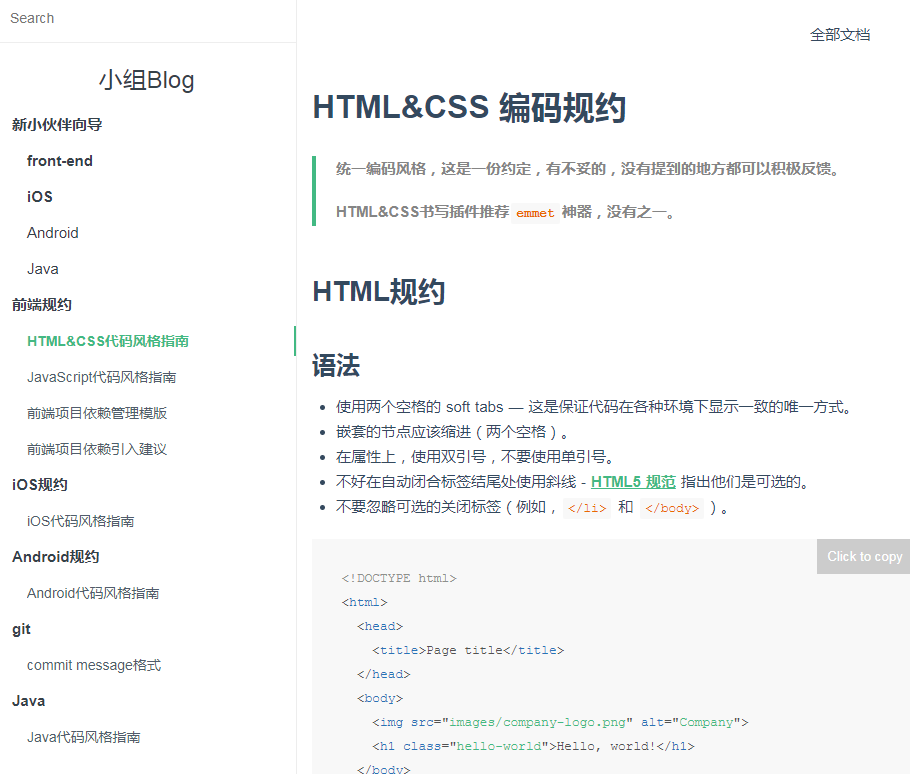 Search
全部文档
小组Blog
新小伙伴向导
front-end
iOS
Android
Java
前端规约
HTML&CSS代码风格指南
JavaScript代码风格指南
前端项目依赖管理模版
前端项目依赖引入建议
iOS规约
iOS代码风格指南
Android规约
Android代码风格指南
git
commit message格式
Java
Java代码风格指南
HTML&CSS 编码规约
统一编码风格，这是一份约定，有不妥的，没有提到的地方都可以积极反馈。
HTML&CSS书写插件推荐 emmet 神器，没有之一。
HTML规约
语法
使用两个空格的 soft tabs — 这是保证代码在各种环境下显示一致的唯一方式。
嵌套的节点应该缩进（两个空格）。
在属性上，使用双引号，不要使用单引号。
不好在自动闭合标签结尾处使用斜线 - HTML5 规范 指出他们是可选的。
不要忽略可选的关闭标签（例如， </li> 和 </body> ）。
Click to copy
<!DOCTYPE html>
<html>
<head>
<title>Page title</title>
</head>
<body>
<img src="images/company-logo.png" alt="Company">
<h1 class="hello-world">Hello, world!</h1>
</body>